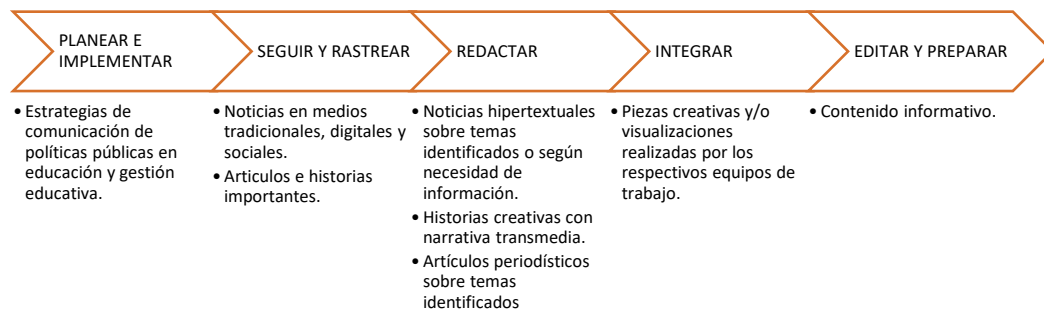 PLANEAR E
IMPLEMENTAR
• Estrategias de
comunicación de
políticas públicas en
educación y gestión
educativa.
SEGUIR Y RASTREAR
• Noticias en medios
tradicionales, digitales y
sociales.
• Articulos e historias
importantes.
REDACTAR
• Noticias hipertextuales
sobre temas
identificados o según
necesidad de
información.
• Historias creativas con
narrativa transmedia.
• Artículos periodísticos
sobre temas
identificados
INTEGRAR
• Piezas creativas y/o
visualizaciones
realizadas por los
respectivos equipos de
trabajo.
EDITAR Y PREPARAR
• Contenido informativo.